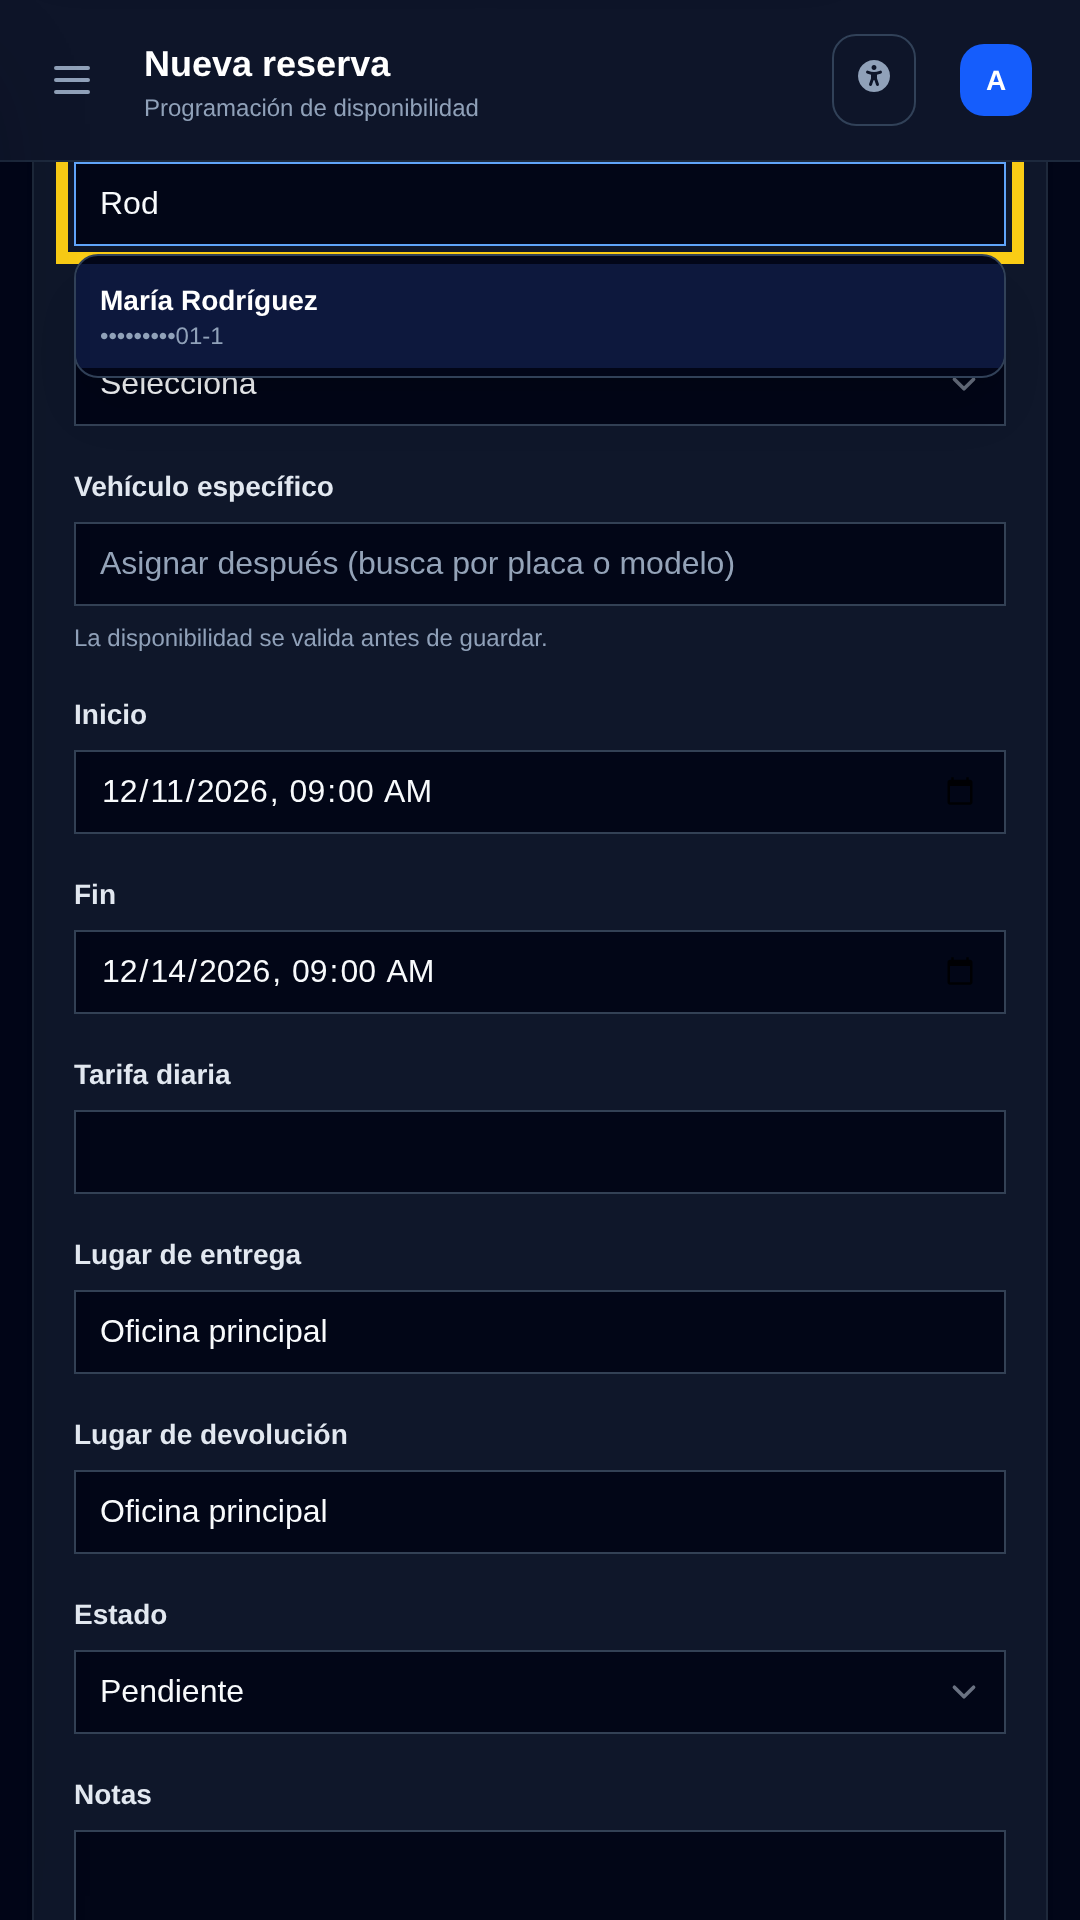 Nueva reserva
Programación de disponibilidad
A
Rod
María Rodríguez
•••••••••01-1
Selecciona
Vehículo específico
Asignar después (busca por placa o modelo)
La disponibilidad se valida antes de guardar.
Inicio
12/11/2026, 09:00 AM
Fin
12/14/2026, 09:00 AM
Tarifa diaria
Lugar de entrega
Oficina principal
Lugar de devolución
Oficina principal
Estado
Pendiente
Notas